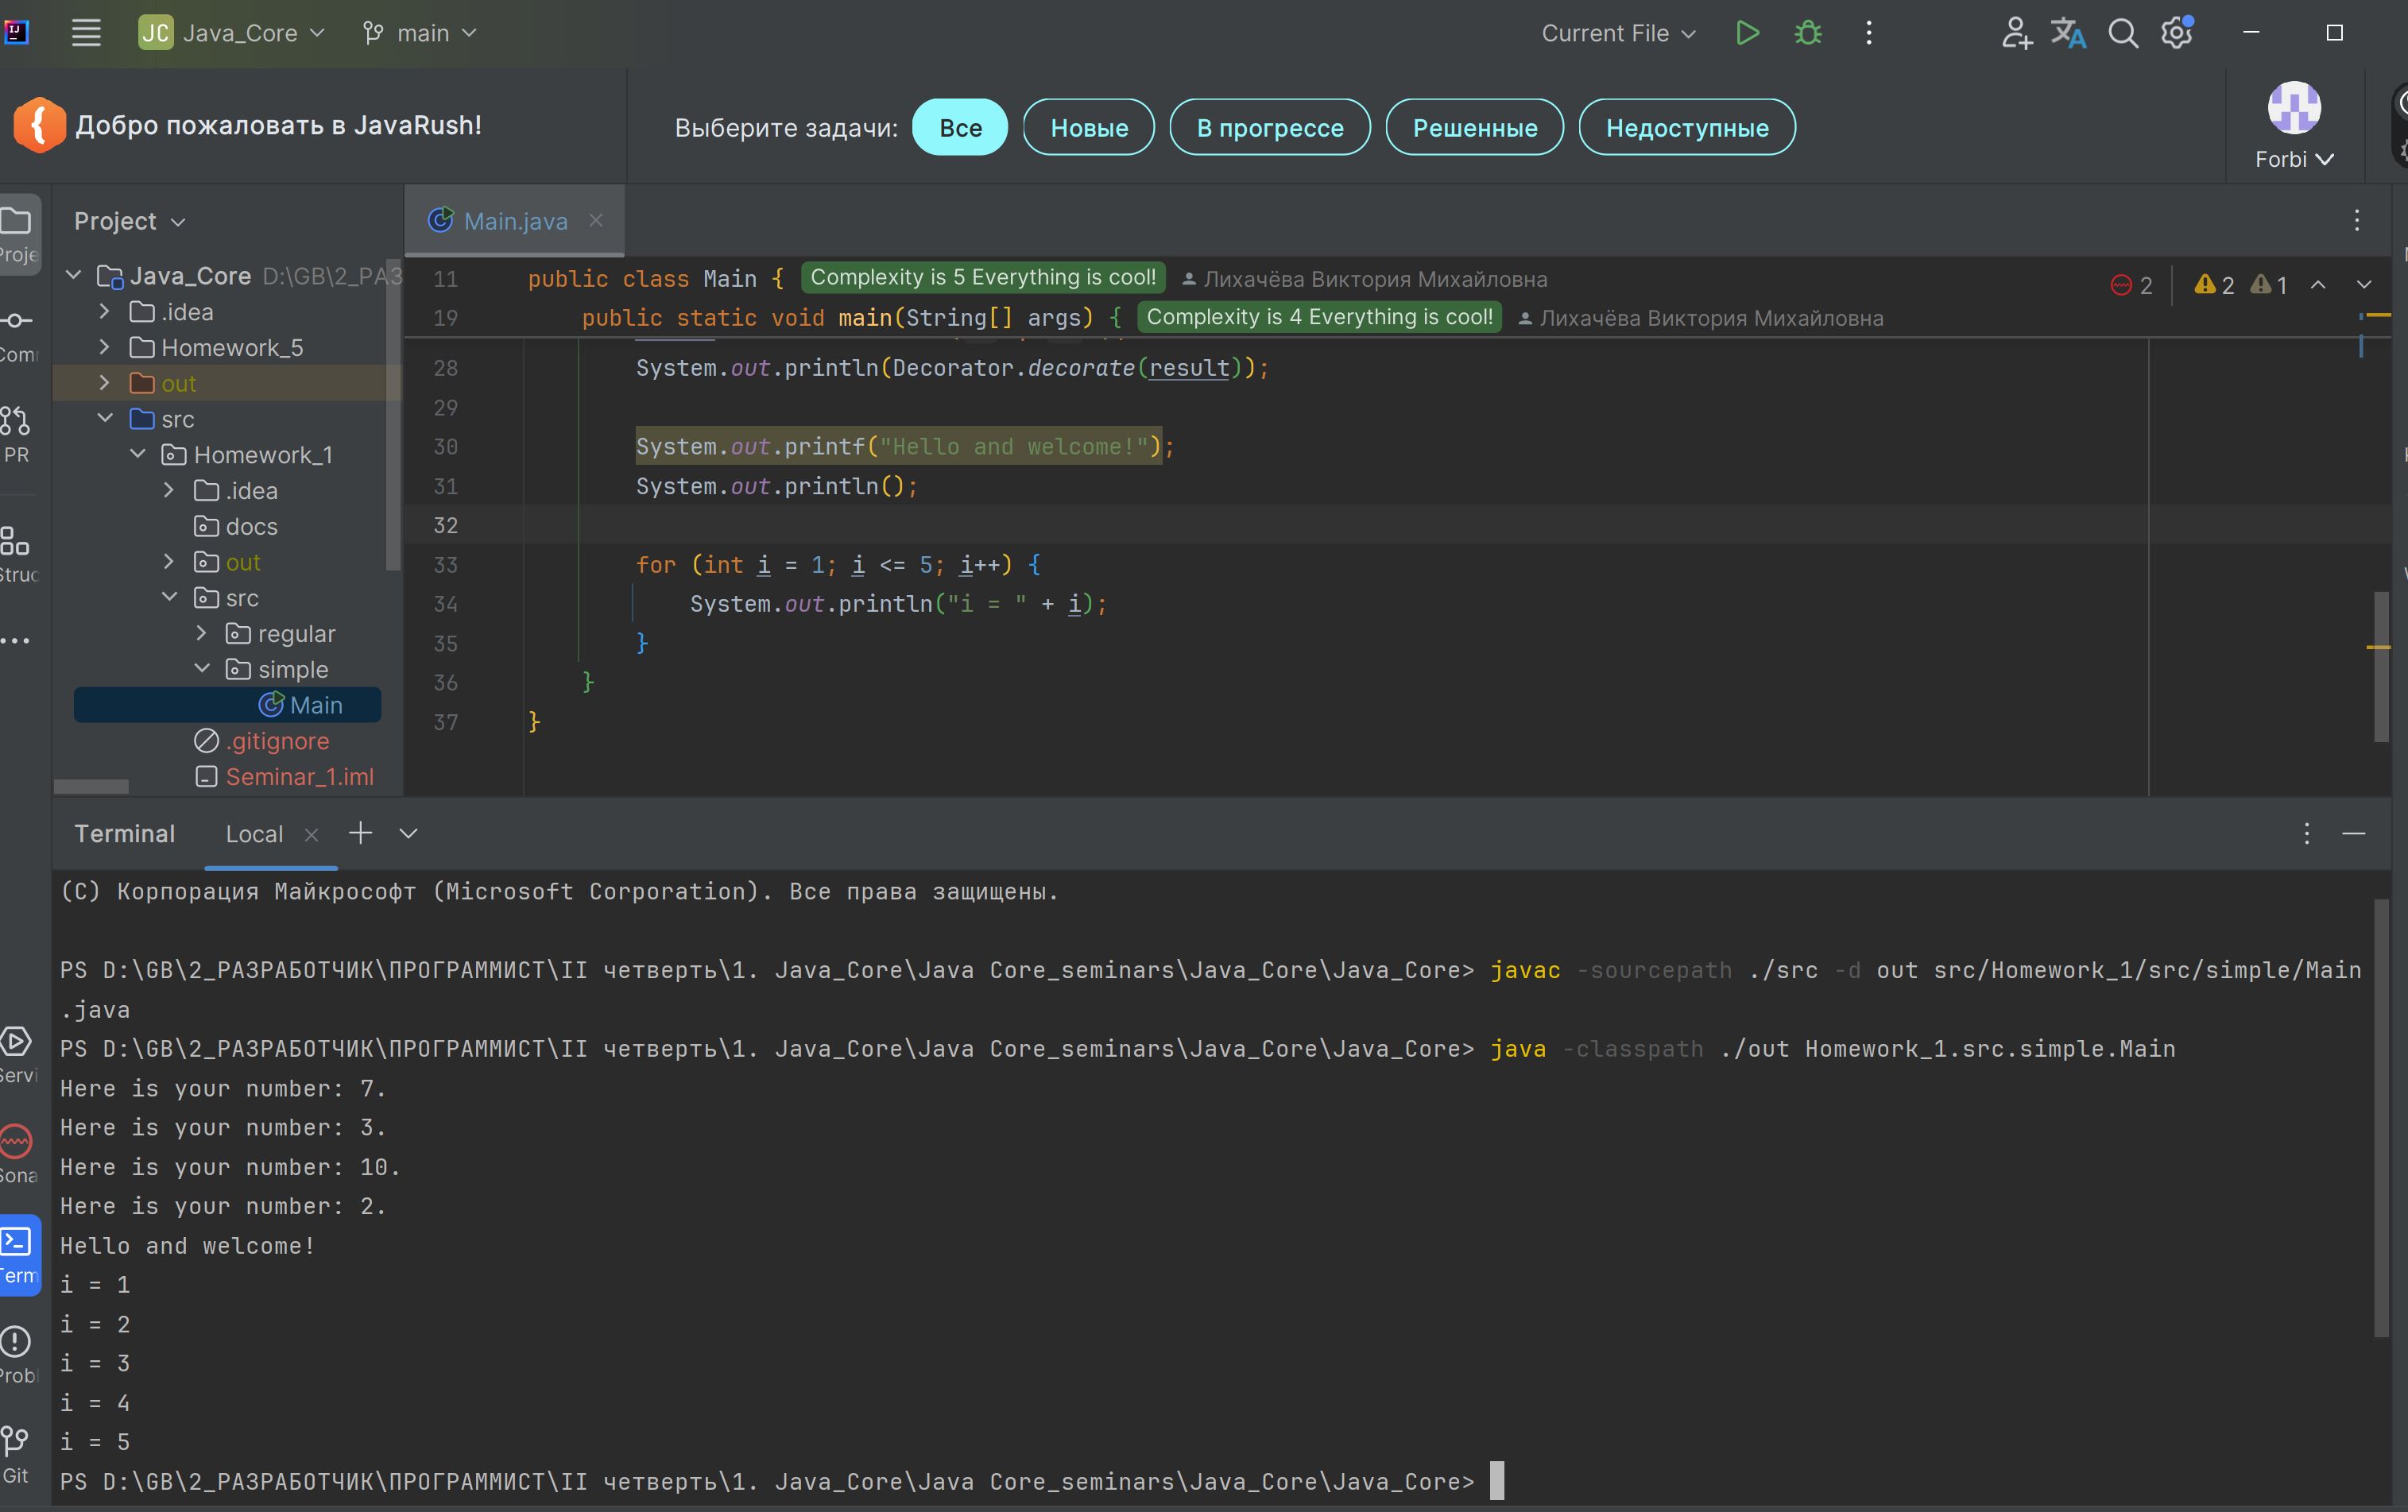 JC Java_Core main Current File
Добро пожаловать в JavaRush!
Выберите задачи: Все Новые В прогрессе Решенные Недоступные
Forbi
Project
Main.java
Java_Core D:\GB\2_РАЗ
.idea
Homework_5
out
src
Homework_1
.idea
docs
out
src
regular
simple
Main
.gitignore
Seminar_1.iml
11 public class Main { Complexity is 5 Everything is cool! Лихачёва Виктория Михайловна
2 2 1
19 public static void main(String[] args) { Complexity is 4 Everything is cool! Лихачёва Виктория Михайловна
28 System.out.println(Decorator.decorate(result));
29
30 System.out.printf("Hello and welcome!");
31 System.out.println();
32
33 for (int i = 1; i <= 5; i++) {
34 System.out.println("i = " + i);
35 }
36 }
37 }
PR
Git
Terminal Local
(C) Корпорация Майкрософт (Microsoft Corporation). Все права защищены.
PS D:\GB\2_РАЗРАБОТЧИК\ПРОГРАММИСТ\II четверть\1. Java_Core\Java Core_seminars\Java_Core\Java_Core> javac -sourcepath ./src -d out src/Homework_1/src/simple/Main
.java
PS D:\GB\2_РАЗРАБОТЧИК\ПРОГРАММИСТ\II четверть\1. Java_Core\Java Core_seminars\Java_Core\Java_Core> java -classpath ./out Homework_1.src.simple.Main
Here is your number: 7.
Here is your number: 3.
Here is your number: 10.
Here is your number: 2.
Hello and welcome!
i = 1
i = 2
i = 3
i = 4
i = 5
PS D:\GB\2_РАЗРАБОТЧИК\ПРОГРАММИСТ\II четверть\1. Java_Core\Java Core_seminars\Java_Core\Java_Core>